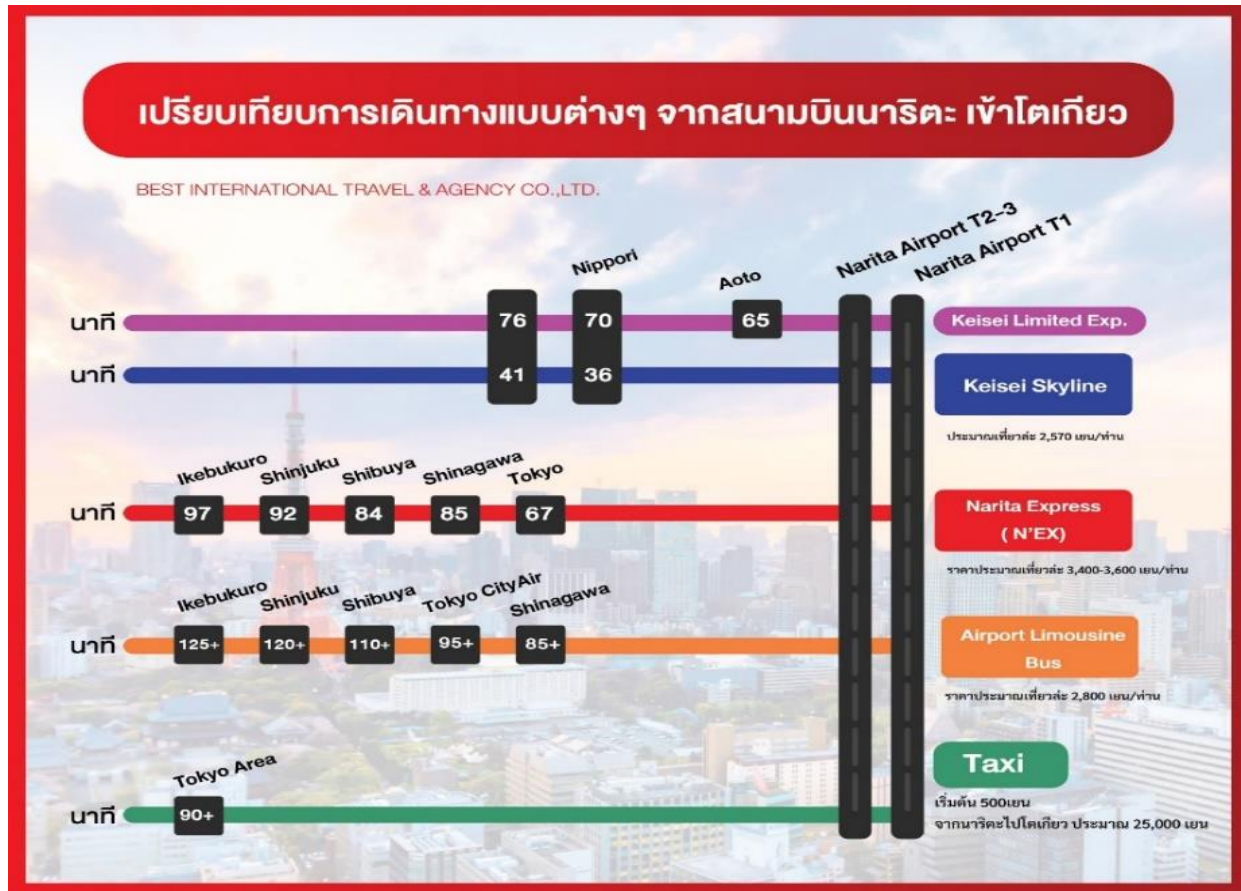 เปรียบเทียบการเดินทางแบบต่างๆ จากสนามบินนาริตะ เข้าโตเกียว
BEST INTERNATIONAL TRAVEL & AGENCY CO.,LTD.
Nippori
Aoto
Narita Airport T2-3
Narita Airport T1
นาที
76
70
65
Keisei Limited Exp.
นาที
41
36
Keisei Skyline
ประมาณเที่ยวล่ะ 2,570 เยน/ท่าน
Ikebukuro
Shinjuku
Shibuya
Shinagawa
Tokyo
นาที
97
92
84
85
67
Narita Express
( N'EX)
ราคาประมาณเที่ยวล่ะ 3,400-3,600 เยน/ท่าน
Ikebukuro
Shinjuku
Shibuya
Tokyo CityAir
Shinagawa
นาที
125+
120+
110+
95+
85+
Airport Limousine
Bus
ราคาประมาณเที่ยวล่ะ 2,800 เยน/ท่าน
Tokyo Area
นาที
90+
Taxi
เริ่มต้น 500เยน
จากนาริตะไปโตเกียว ประมาณ 25,000 เยน